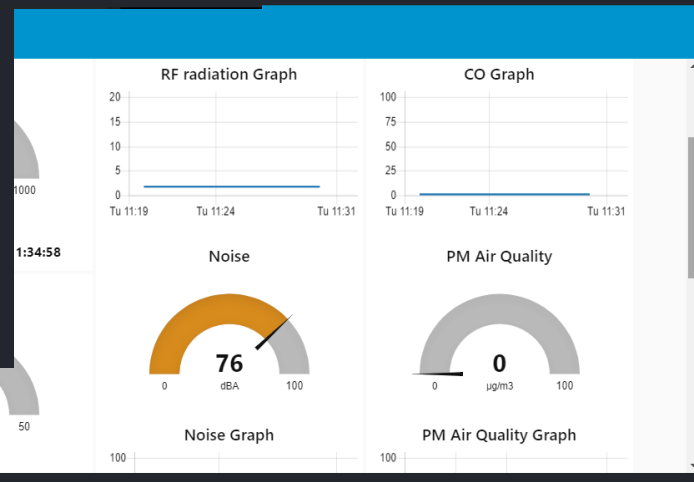 RF radiation Graph
20
15
10
5
0
Tu 11:19 Tu 11:24 Tu 11:31
CO Graph
100
75
50
25
0
Tu 11:19 Tu 11:24 Tu 11:31
1000
1:34:58
Noise
76
0 dBA 100
PM Air Quality
0
0 µg/m3 100
50
Noise Graph
100
PM Air Quality Graph
100